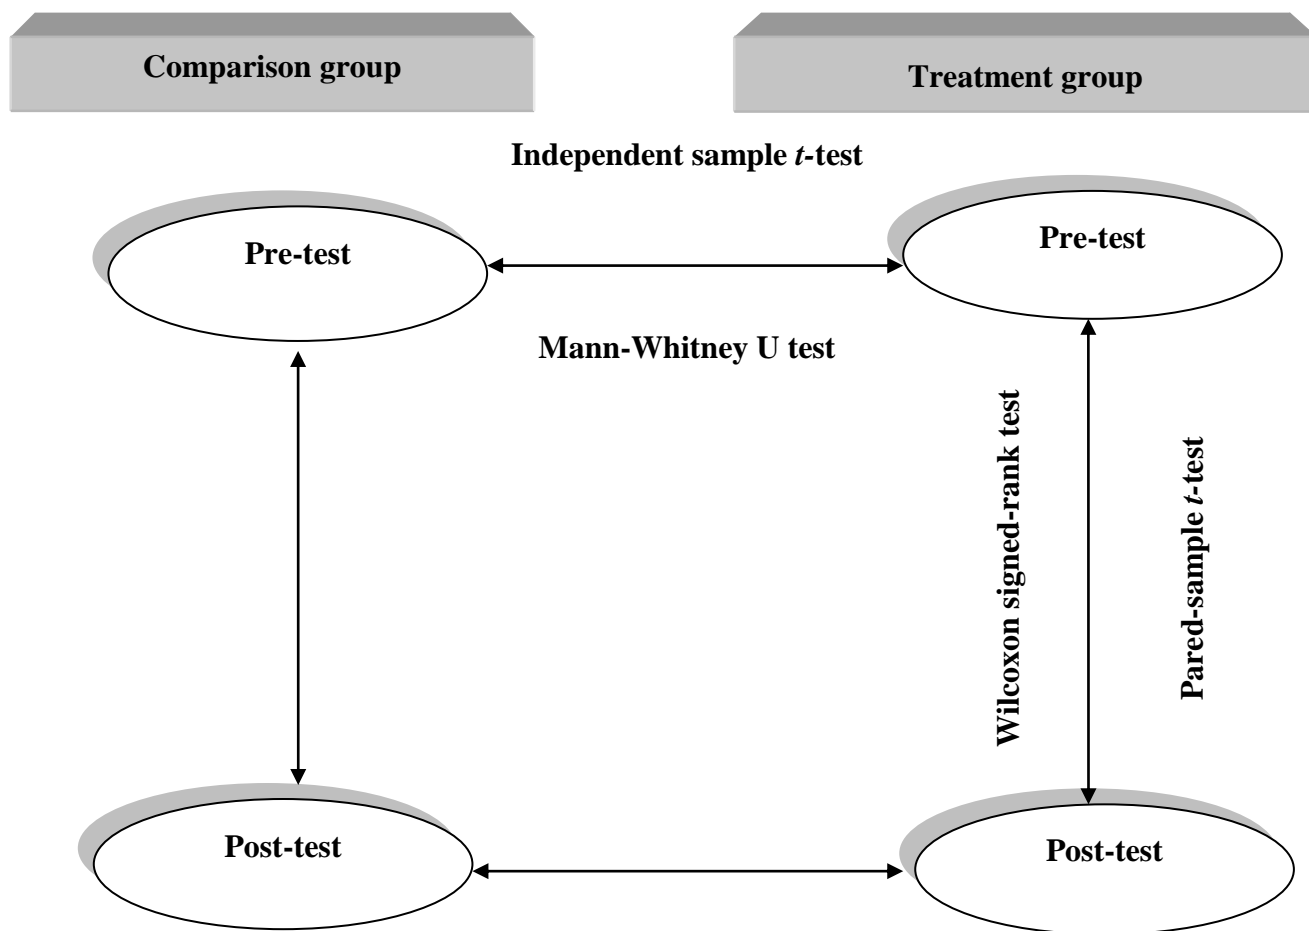 Comparison group
Treatment group
Independent sample t-test
Pre-test
Pre-test
Mann-Whitney U test
Wilcoxon signed-rank test
Pared-sample t-test
Post-test
Post-test